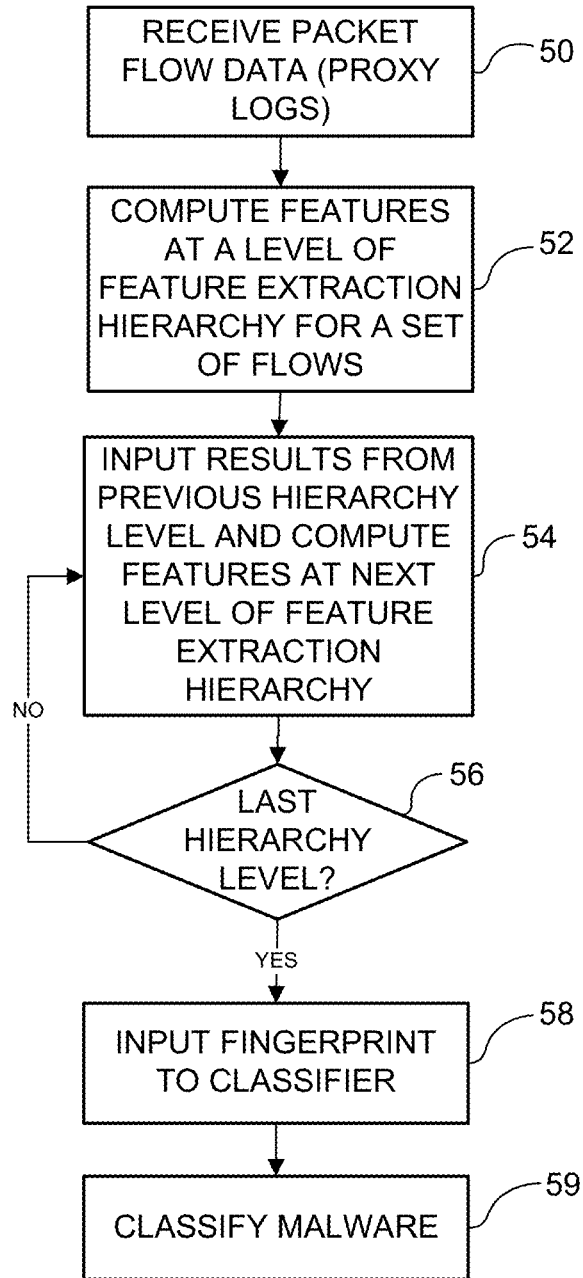 RECEIVE PACKET
FLOW DATA (PROXY
LOGS)
50
COMPUTE FEATURES
AT A LEVEL OF
FEATURE EXTRACTION
HIERARCHY FOR A SET
OF FLOWS
52
INPUT RESULTS FROM
PREVIOUS HIERARCHY
LEVEL AND COMPUTE
FEATURES AT NEXT
LEVEL OF FEATURE
EXTRACTION
HIERARCHY
54
NO
LAST
HIERARCHY
LEVEL?
56
YES
INPUT FINGERPRINT
TO CLASSIFIER
58
CLASSIFY MALWARE
59